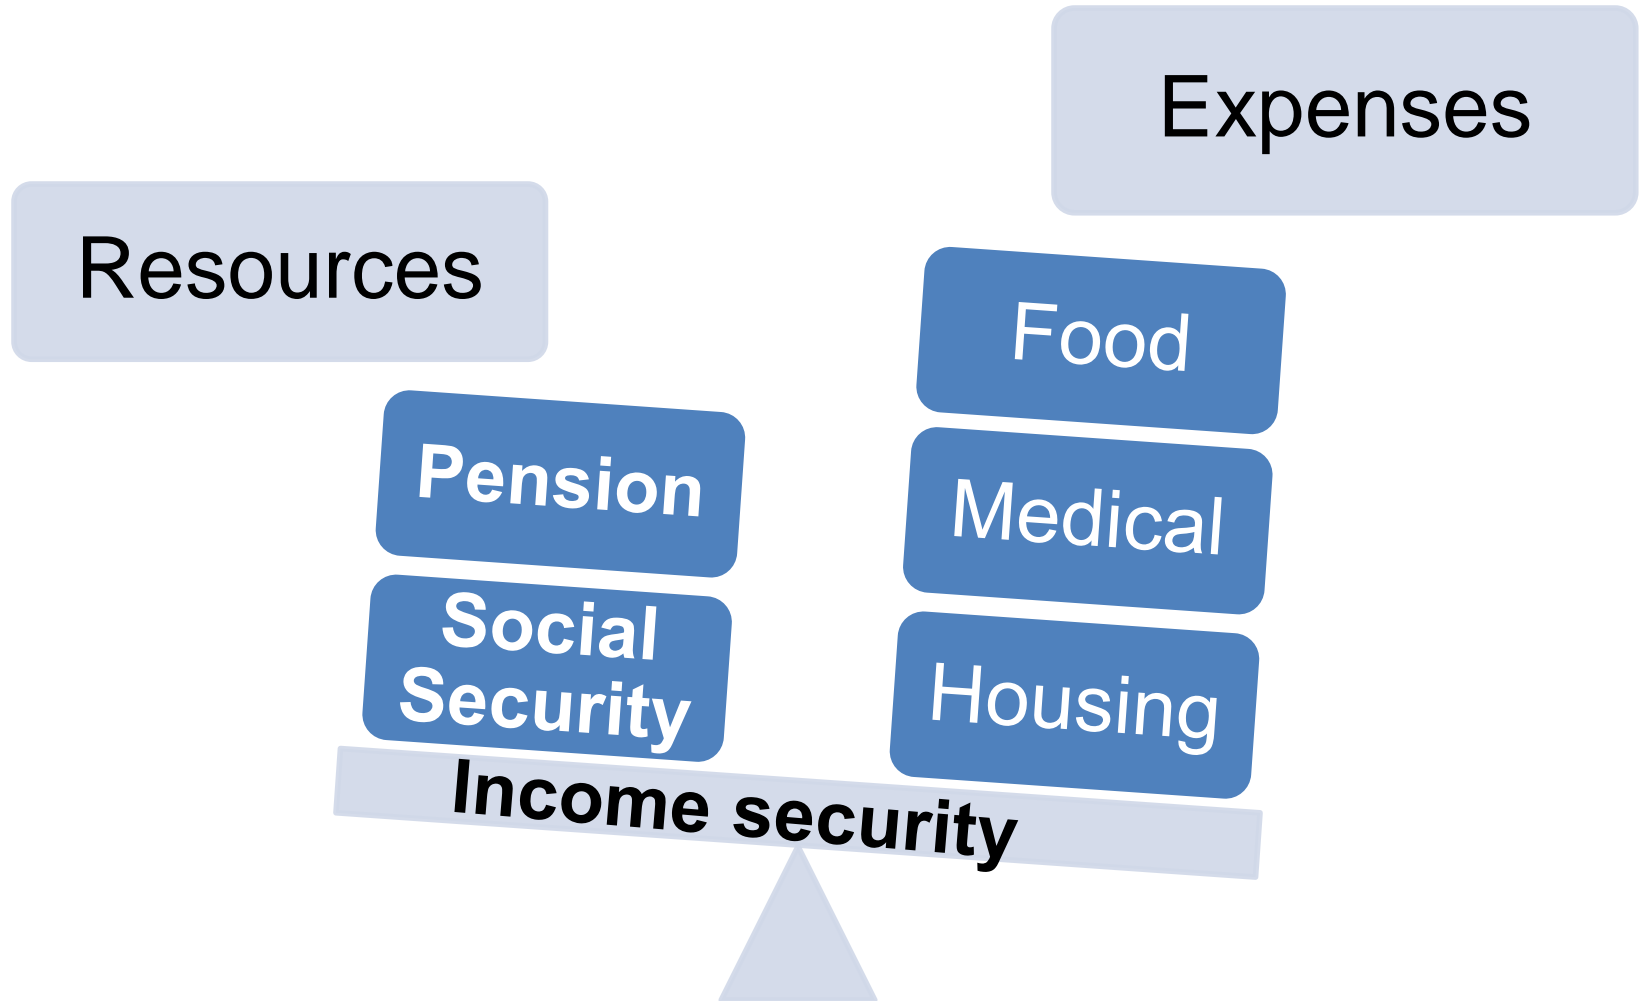 Resources
Pension
Social
Security
Expenses
Food
Medical
Housing
Income security